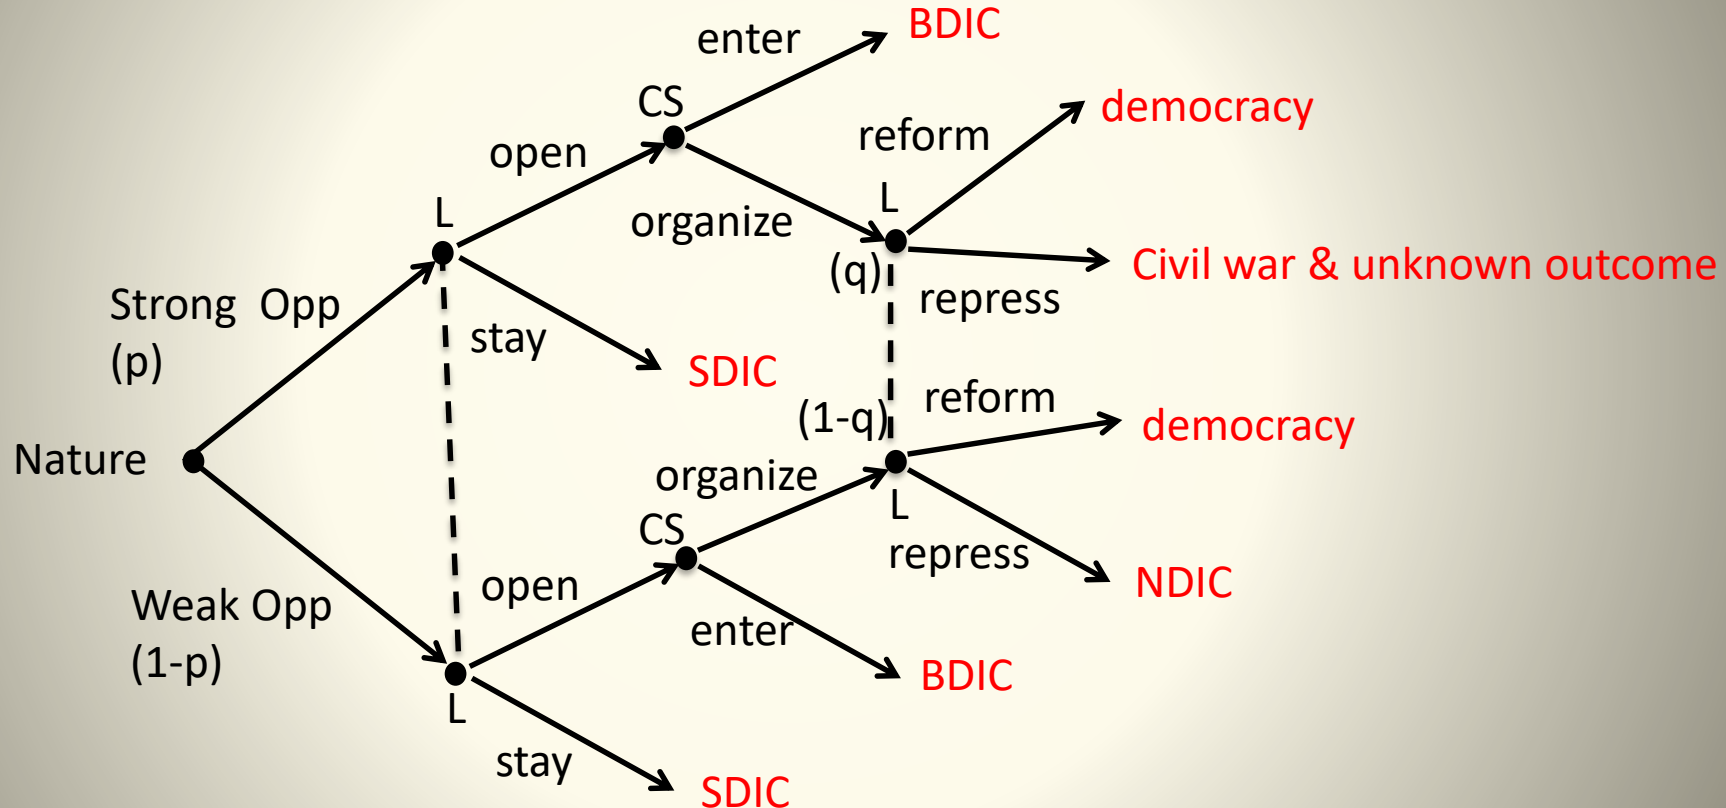 BDIC
enter
CS
democracy
reform
open
L
L
organize
(q)
Civil war & unknown outcome
repress
Strong Opp
(p)
stay
SDIC
reform
(1-q)
democracy
Nature
organize
L
CS
repress
NDIC
open
Weak Opp
(1-p)
enter
BDIC
L
stay
SDIC